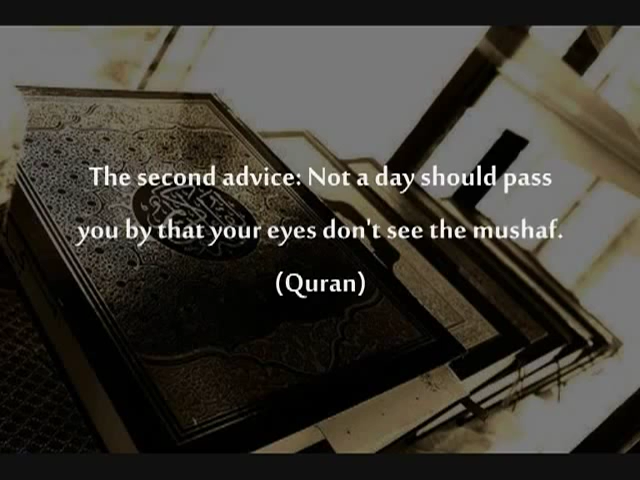 The second advice: Not a day should pass
you by that your eyes don't see the mushaf.
(Quran)